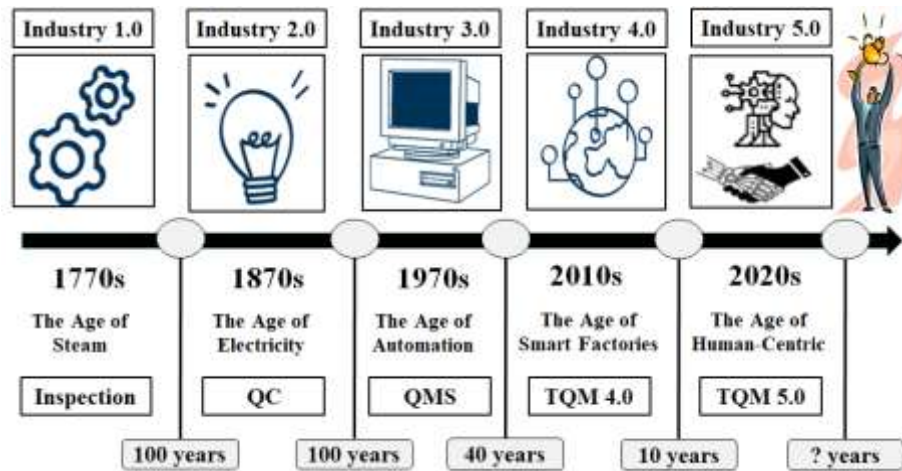 Industry 1.0
Industry 2.0
Industry 3.0
Industry 4.0
Industry 5.0
1770s
1870s
1970s
2010s
2020s
The Age of
Steam
The Age of
Electricity
The Age of
Automation
The Age of
Smart Factories
The Age of
Human-Centric
Inspection
QC
QMS
TQM 4.0
TQM 5.0
100 years
100 years
40 years
10 years
? years